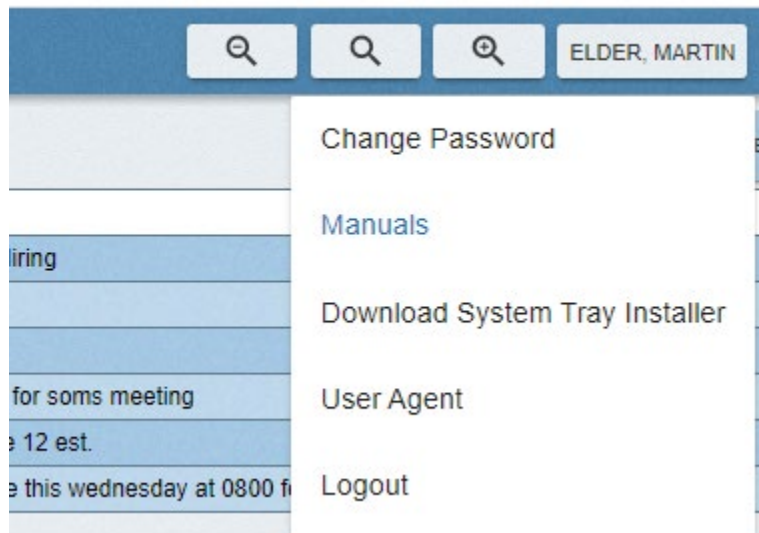 ELDER, MARTIN
Change Password
Manuals
Download System Tray Installer
User Agent
Logout
for soms meeting
12 est.
this wednesday at 0800